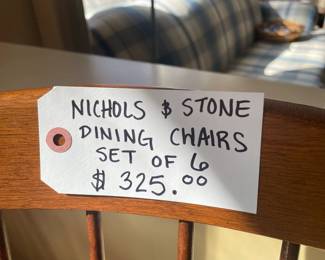 NICHOLS $ STONE
DINING CHAIRS
SET OF 6
$ 325.00